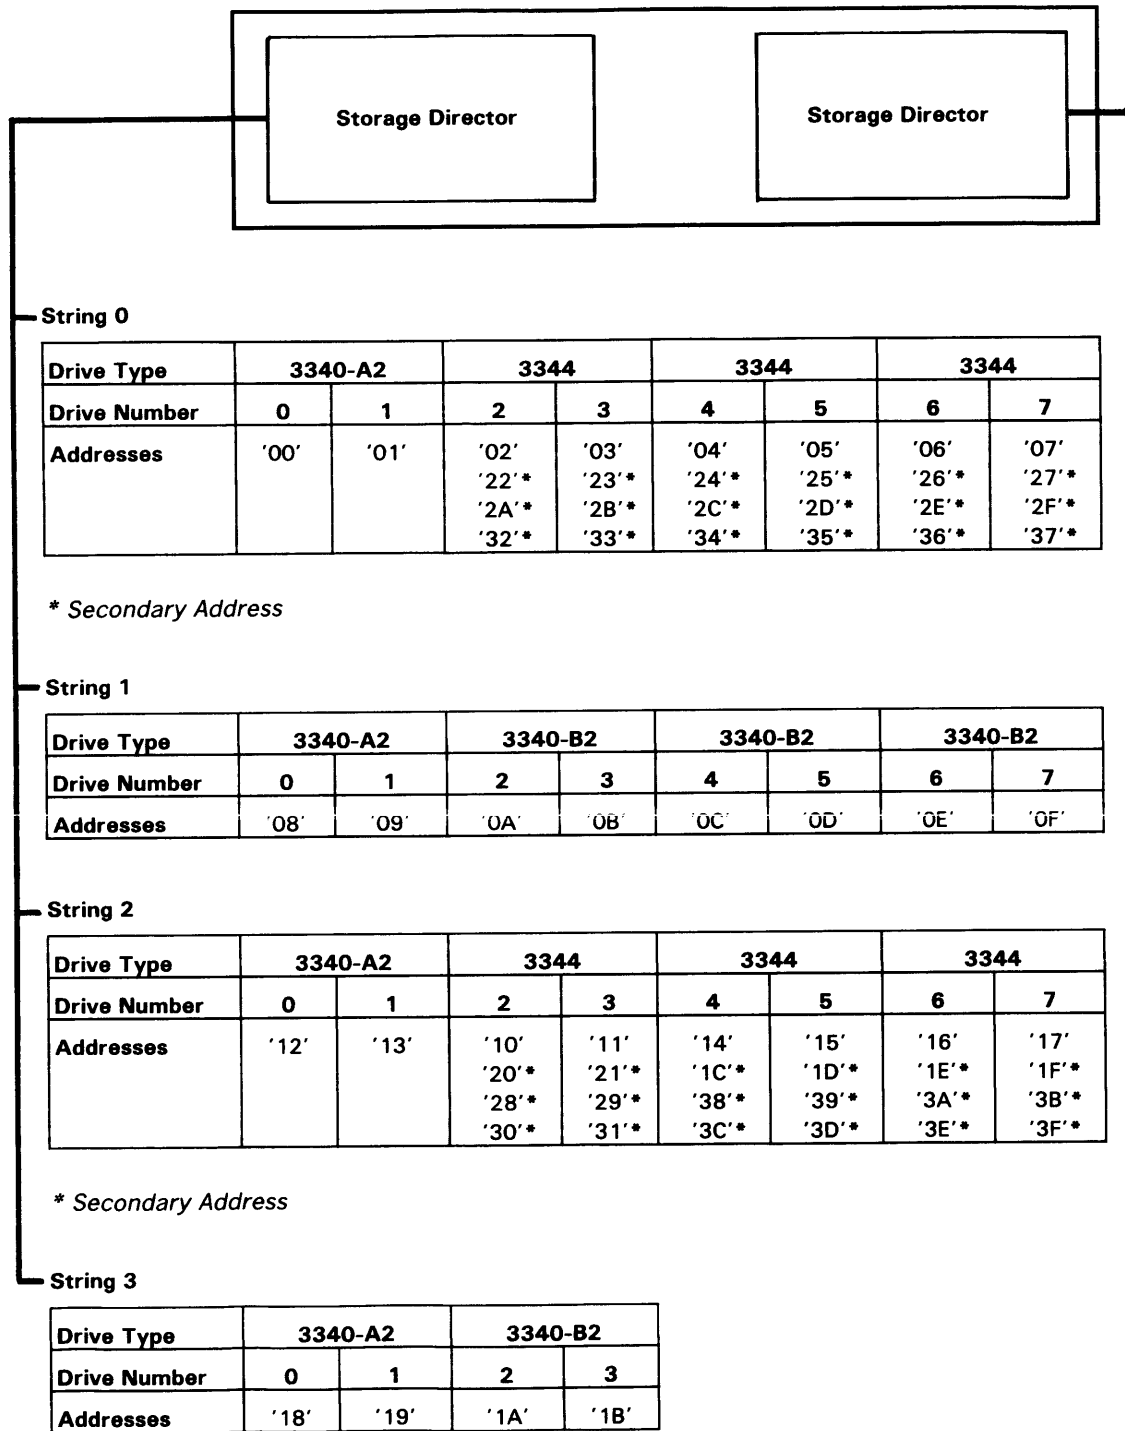 Storage Director Storage Director
String 0
Drive Type 3340-A2 3344 3344 3344
Drive Number 0 1 2 3 4 5 6 7
Addresses '00' '01' '02' '03' '04' '05' '06' '07'
'22'* '23'* '24'* '25'* '26'* '27'*
'2A'* '2B'* '2C'* '2D'* '2E'* '2F'*
'32'* '33'* '34'* '35'* '36'* '37'*
* Secondary Address
String 1
Drive Type 3340-A2 3340-B2 3340-B2 3340-B2
Drive Number 0 1 2 3 4 5 6 7
Addresses '08' '09' '0A' '0B' '0C' '0D' '0E' '0F'
String 2
Drive Type 3340-A2 3344 3344 3344
Drive Number 0 1 2 3 4 5 6 7
Addresses '12' '13' '10' '11' '14' '15' '16' '17'
'20'* '21'* '1C'* '1D'* '1E'* '1F'*
'28'* '29'* '38'* '39'* '3A'* '3B'*
'30'* '31'* '3C'* '3D'* '3E'* '3F'*
* Secondary Address
String 3
Drive Type 3340-A2 3340-B2
Drive Number 0 1 2 3
Addresses '18' '19' '1A' '1B'